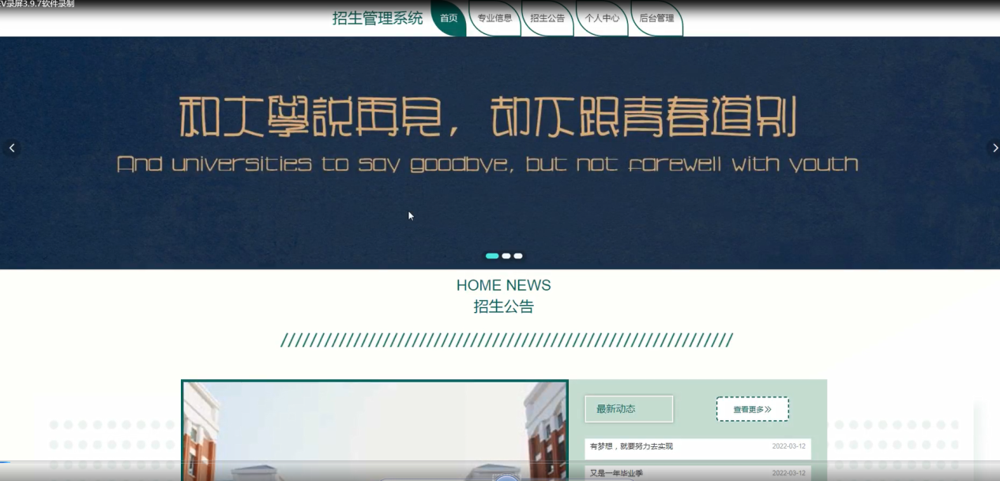 EV录屏3.9.7软件录制
招生管理系统 首页 专业信息 招生公告 个人中心 后台管理
和大學説再見，却不跟青春道别
And universities to say goodbye, but not farewell with youth
HOME NEWS
招生公告
最新动态 查看更多
有梦想，就要努力去实现 2022-03-12
又是一年毕业季 2022-03-12